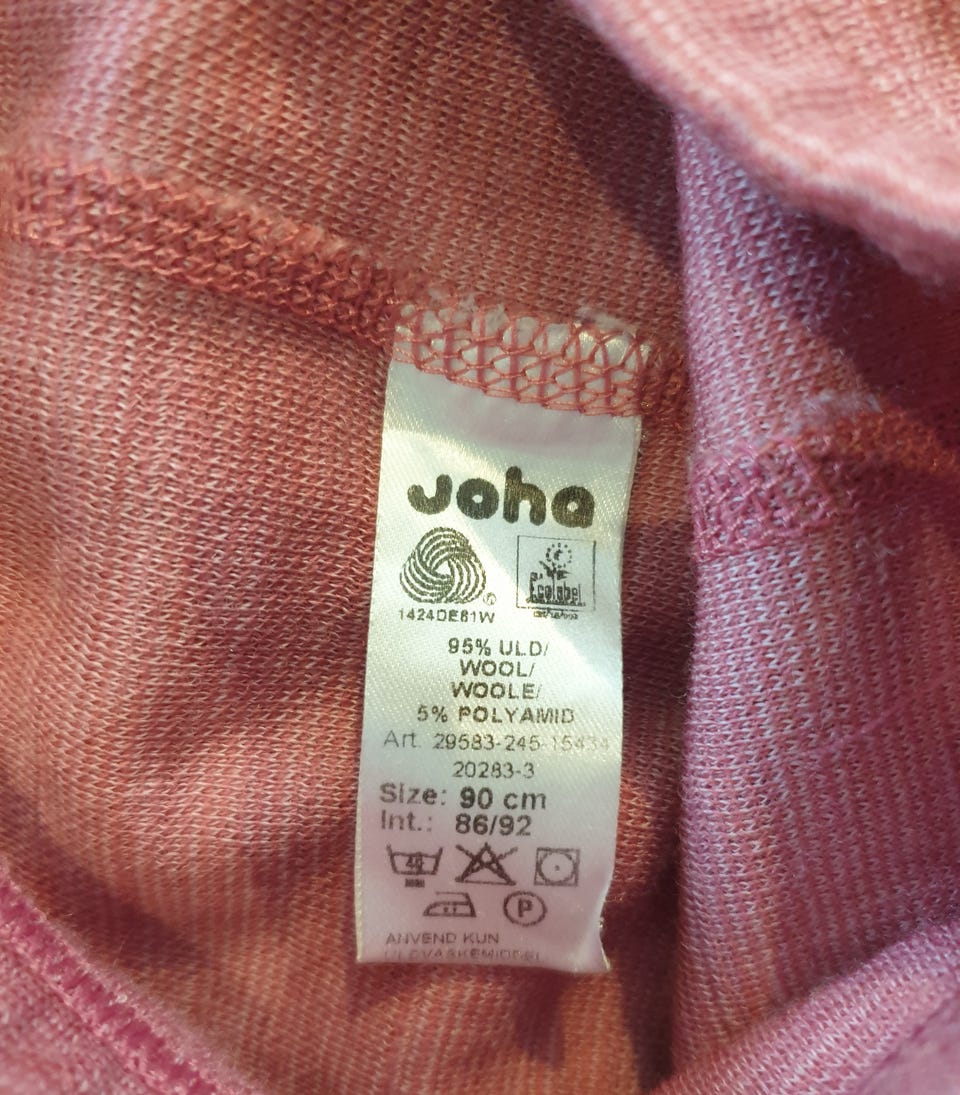 Joha
Ecolabel
1424DE81W
95% ULD/
WOOL/
WOOLE/
5% POLYAMID
Art. 29583-245-15434
20283-3
Size: 90 cm
Int.: 86/92
40
P
ANVEND KUN
ULDVASKEMIDDEL